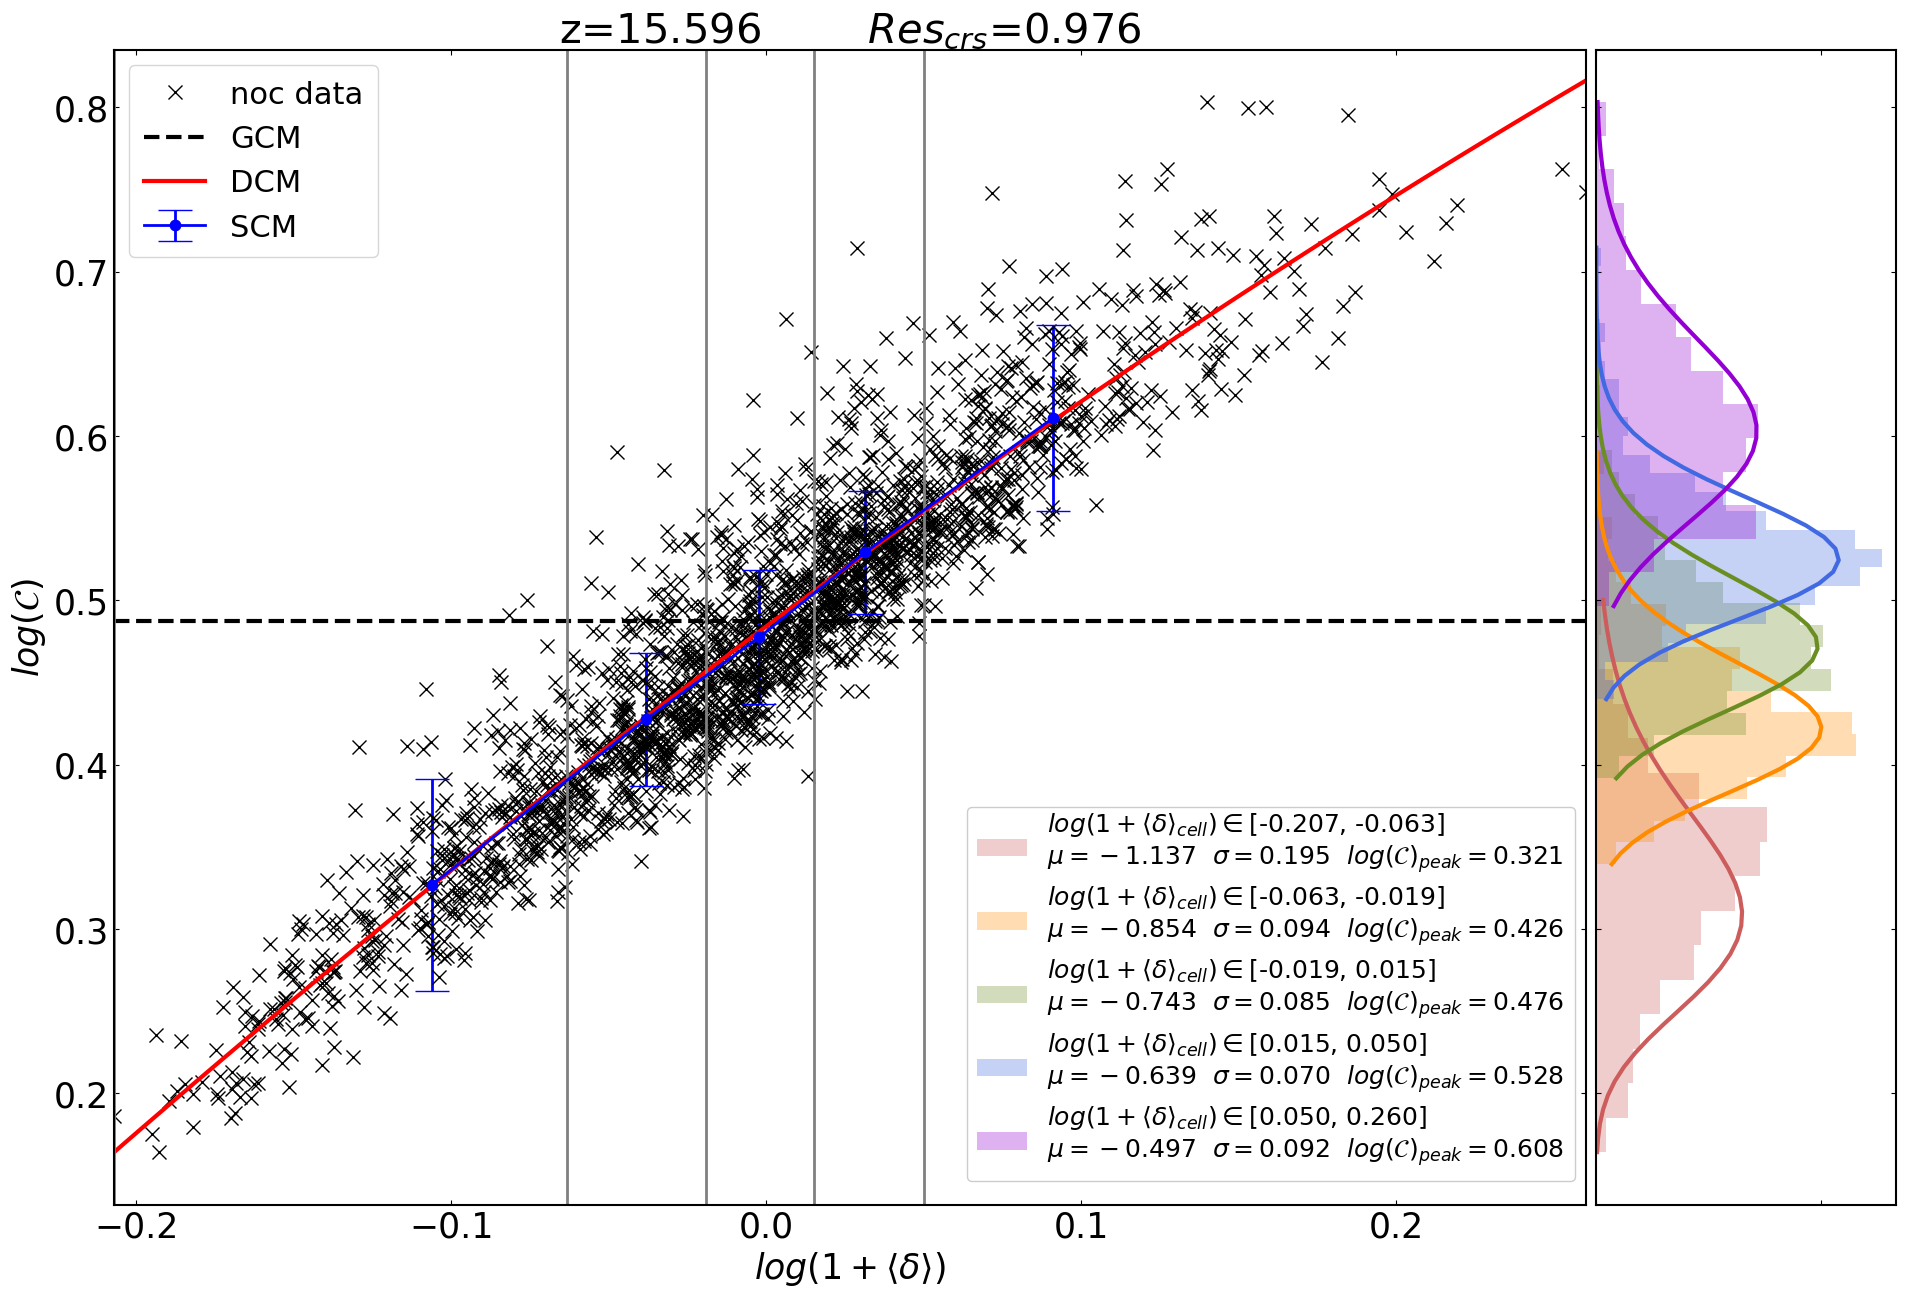 z=15.596 Res_crs=0.976
noc data
GCM
DCM
SCM
0.8
0.7
0.6
0.5
0.4
0.3
0.2
log(𝒞)
−0.2 −0.1 0.0 0.1 0.2
log(1 + ⟨δ⟩)
log(1 + ⟨δ⟩_cell) ∈ [-0.207, -0.063]
μ = −1.137 σ = 0.195 log(𝒞)_peak = 0.321
log(1 + ⟨δ⟩_cell) ∈ [-0.063, -0.019]
μ = −0.854 σ = 0.094 log(𝒞)_peak = 0.426
log(1 + ⟨δ⟩_cell) ∈ [-0.019, 0.015]
μ = −0.743 σ = 0.085 log(𝒞)_peak = 0.476
log(1 + ⟨δ⟩_cell) ∈ [0.015, 0.050]
μ = −0.639 σ = 0.070 log(𝒞)_peak = 0.528
log(1 + ⟨δ⟩_cell) ∈ [0.050, 0.260]
μ = −0.497 σ = 0.092 log(𝒞)_peak = 0.608